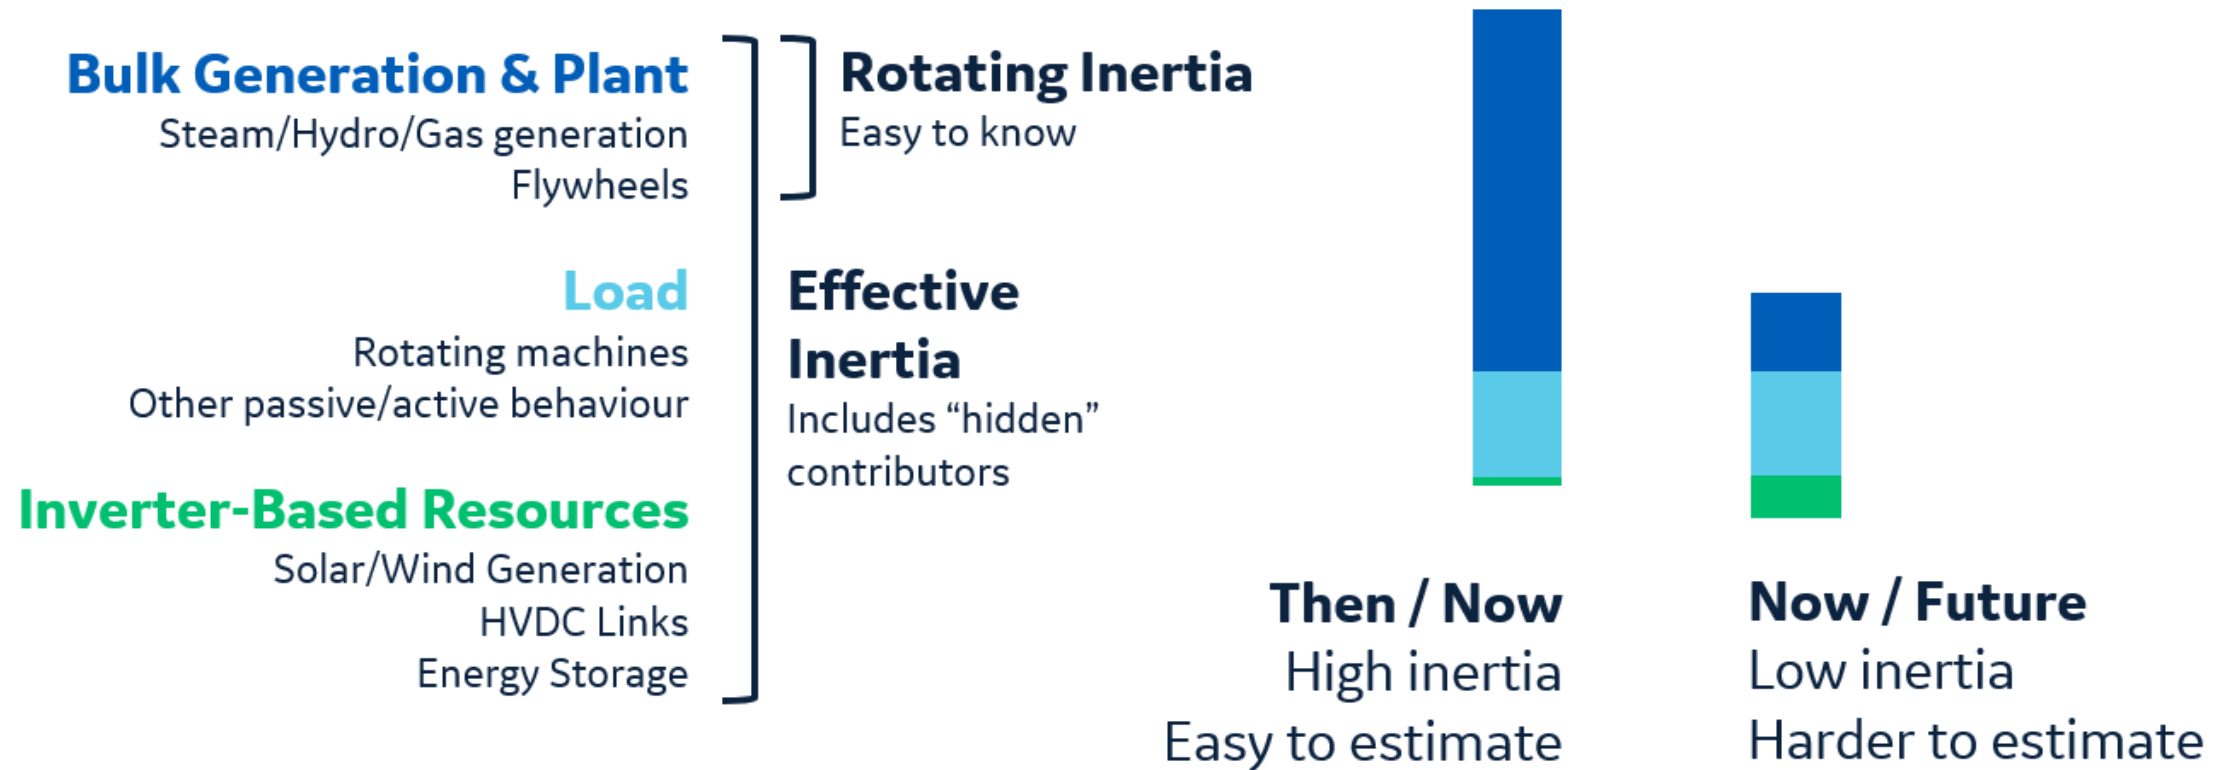 Bulk Generation & Plant
Steam/Hydro/Gas generation
Flywheels
Load
Rotating machines
Other passive/active behaviour
Inverter-Based Resources
Solar/Wind Generation
HVDC Links
Energy Storage
Rotating Inertia
Easy to know
Effective
Inertia
Includes “hidden”
contributors
Then / Now
High inertia
Easy to estimate
Now / Future
Low inertia
Harder to estimate